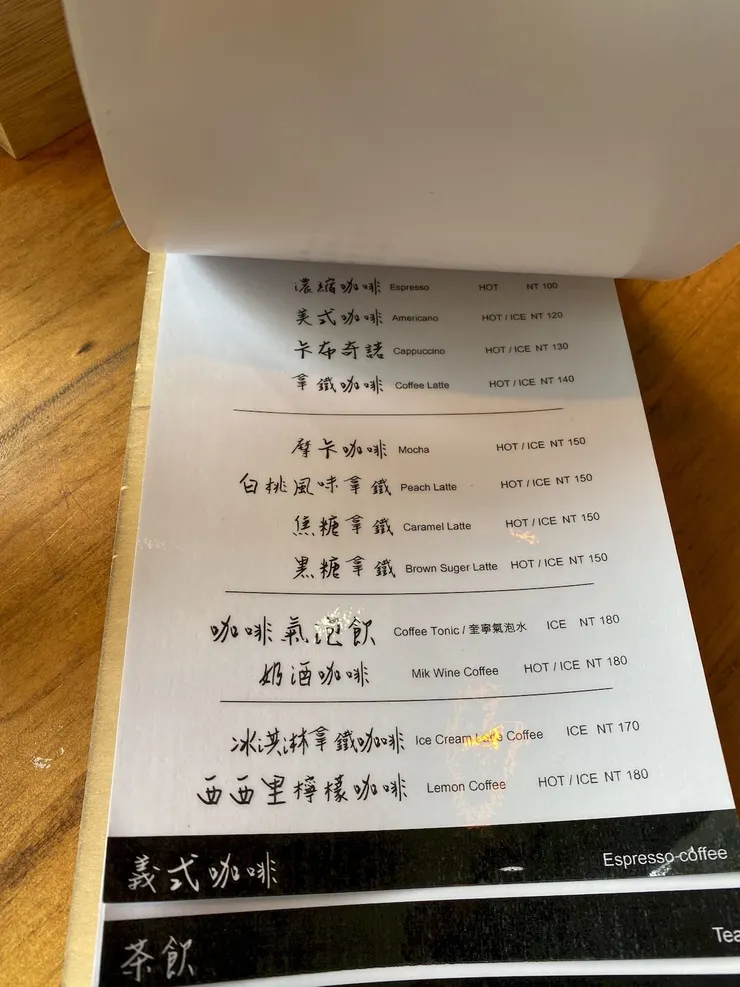 濃縮咖啡 Espresso HOT NT 100
美式咖啡 Americano HOT / ICE NT 120
卡布奇諾 Cappuccino HOT / ICE NT 130
拿鐵咖啡 Coffee Latte HOT / ICE NT 140
摩卡咖啡 Mocha HOT / ICE NT 150
白桃風味拿鐵 Peach Latte HOT / ICE NT 150
焦糖拿鐵 Caramel Latte HOT / ICE NT 150
黑糖拿鐵 Brown Suger Latte HOT / ICE NT 150
咖啡氣泡飲 Coffee Tonic / 奎寧氣泡水 ICE NT 180
奶酒咖啡 Mik Wine Coffee HOT / ICE NT 180
冰淇淋拿鐵咖啡 Ice Cream Latte Coffee ICE NT 170
西西里檸檬咖啡 Lemon Coffee HOT / ICE NT 180
義式咖啡 Espresso-coffee
茶飲 Tea